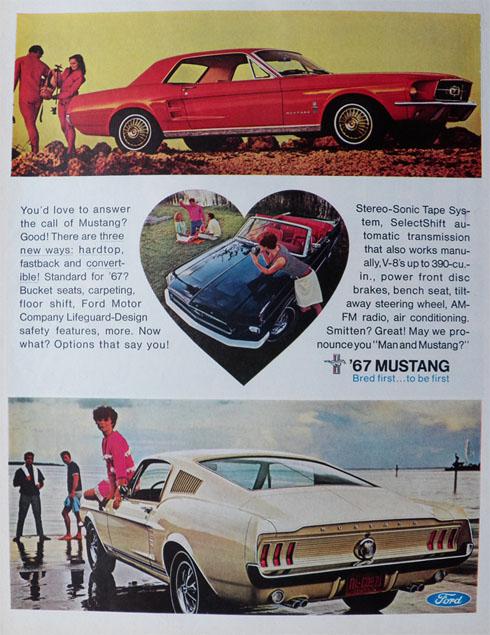 MUSTANG
You'd love to answer
the call of Mustang?
Good! There are three
new ways: hardtop,
fastback and convert-
ible! Standard for '67?
Bucket seats, carpeting,
floor shift, Ford Motor
Company Lifeguard-Design
safety features, more. Now
what? Options that say you!
Stereo-Sonic Tape Sys-
tem, SelectShift au-
tomatic transmission
that also works manu-
ally, V-8's up to 390-cu.-
in., power front disc
brakes, bench seat, tilt-
away steering wheel, AM-
FM radio, air conditioning.
Smitten? Great! May we pro-
nounce you "Man and Mustang?"
'67 MUSTANG
Bred first...to be first
MUSTANG
Ford